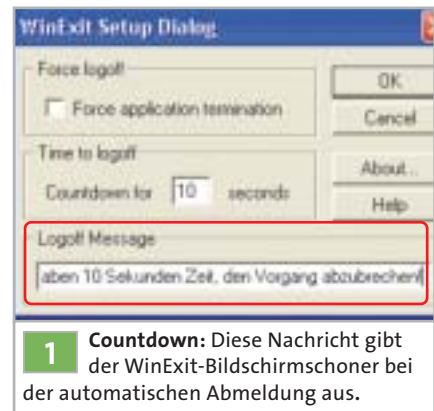 WinExit Setup Dialog
Force logoff
Force application termination
OK
Cancel
Time to logoff
Countdown for 10 seconds
About...
Help
Logoff Message
aben 10 Sekunden Zeit, den Vorgang abzubrechen!
1 Countdown: Diese Nachricht gibt
der WinExit-Bildschirmschoner bei
der automatischen Abmeldung aus.